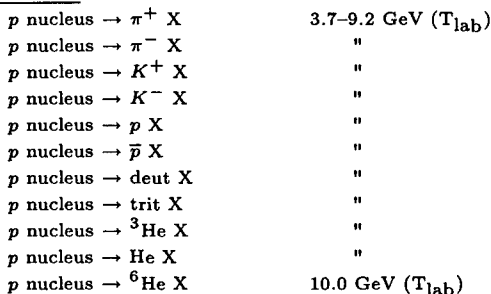 p nucleus → π⁺ X 3.7–9.2 GeV (T_lab)
p nucleus → π⁻ X "
p nucleus → K⁺ X "
p nucleus → K⁻ X "
p nucleus → p X "
p nucleus → p̅ X "
p nucleus → deut X "
p nucleus → trit X "
p nucleus → ³He X "
p nucleus → He X "
p nucleus → ⁶He X 10.0 GeV (T_lab)